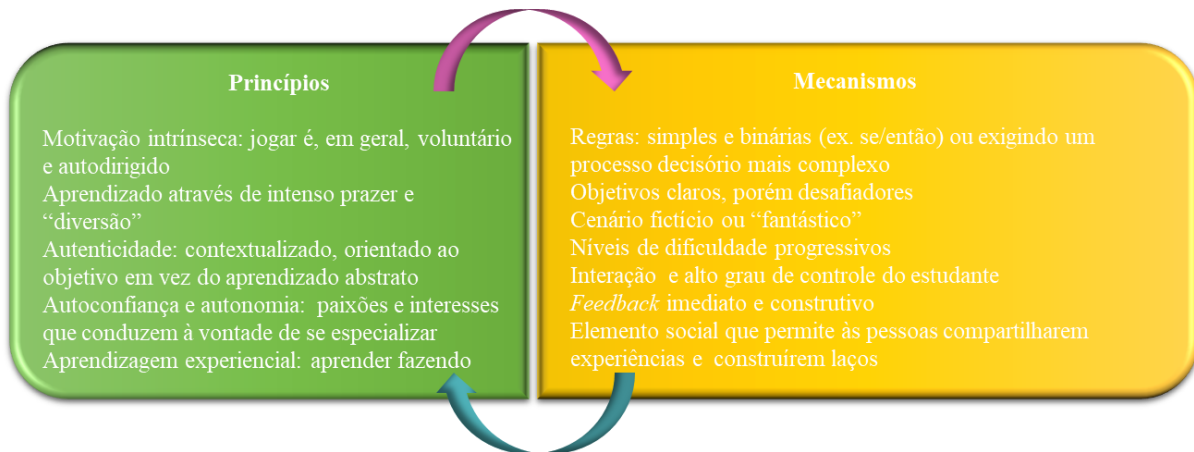 Princípios
Motivação intrínseca: jogar é, em geral, voluntário
e autodirigido
Aprendizado através de intenso prazer e
“diversão”
Autenticidade: contextualizado, orientado ao
objetivo em vez do aprendizado abstrato
Autoconfiança e autonomia: paixões e interesses
que conduzem à vontade de se especializar
Aprendizagem experiencial: aprender fazendo
Mecanismos
Regras: simples e binárias (ex. se/então) ou exigindo um
processo decisório mais complexo
Objetivos claros, porém desafiadores
Cenário fictício ou “fantástico”
Níveis de dificuldade progressivos
Interação e alto grau de controle do estudante
Feedback imediato e construtivo
Elemento social que permite às pessoas compartilharem
experiências e construírem laços